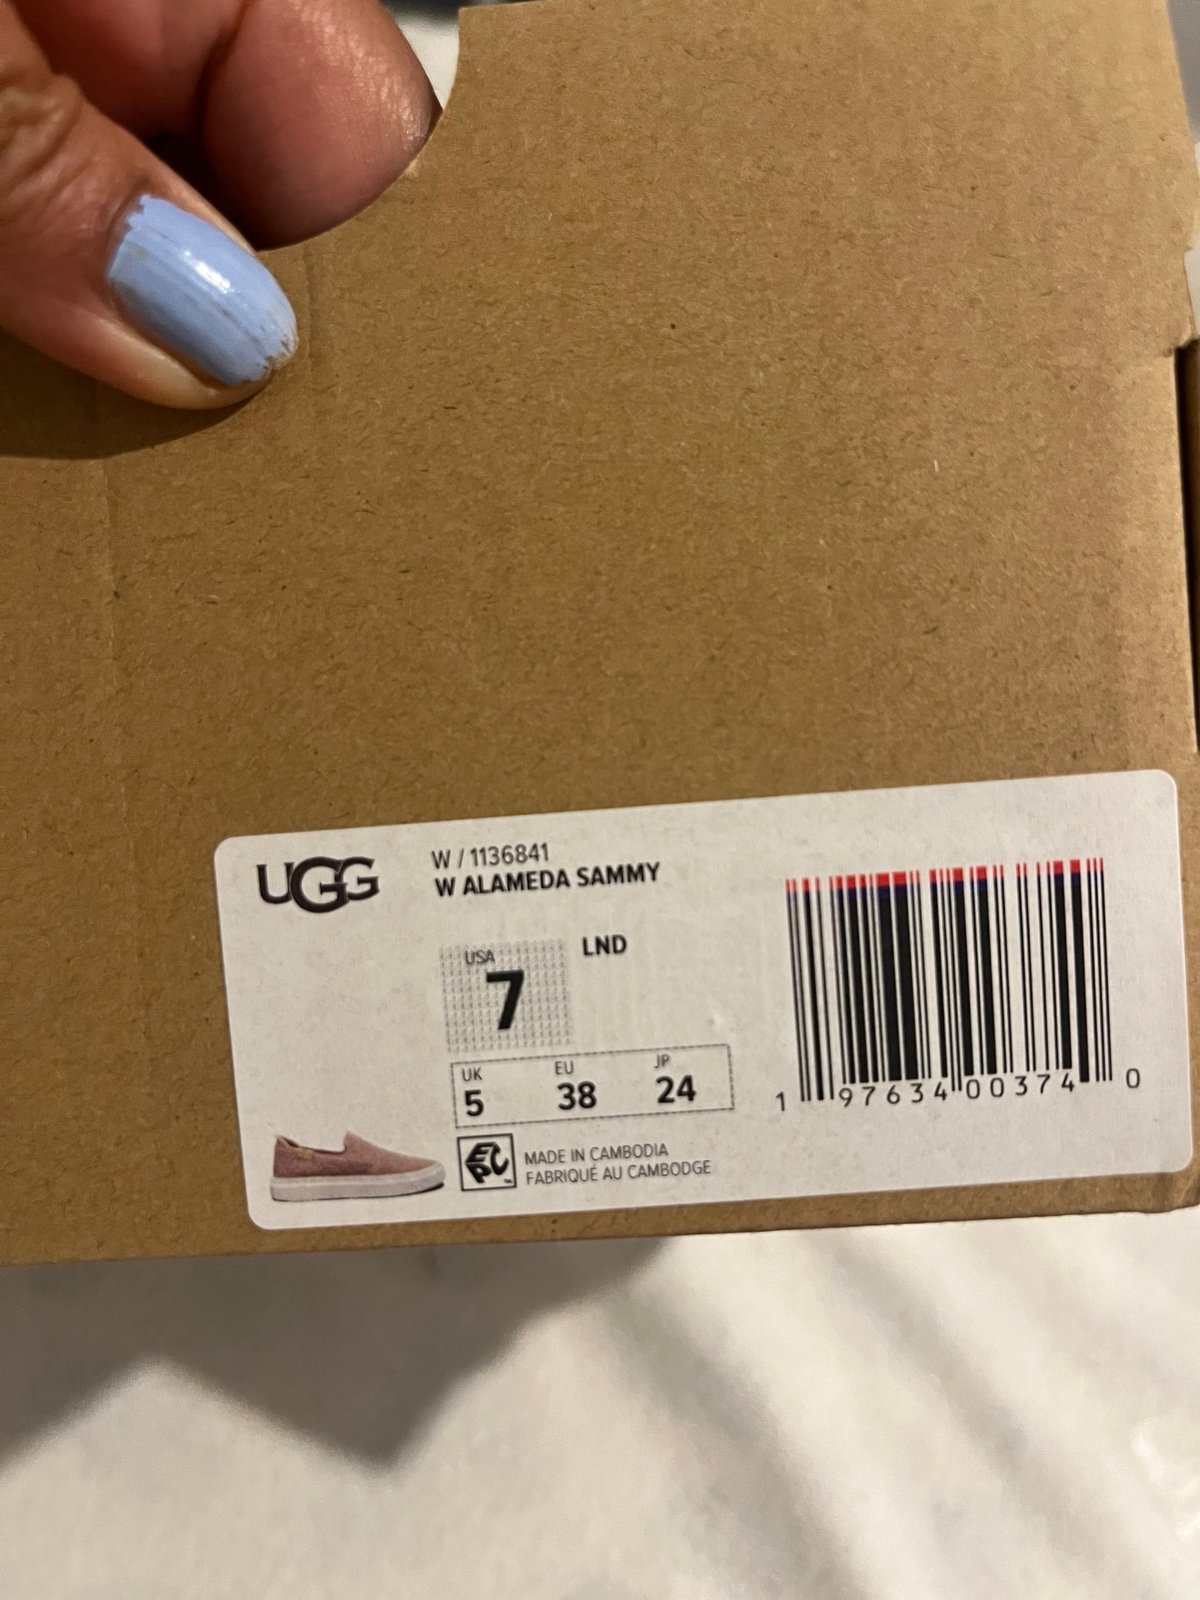 UGG
W / 1136841
W ALAMEDA SAMMY
USA
7
LND
UK EU JP
5 38 24
EPC
MADE IN CAMBODIA
FABRIQUÉ AU CAMBODGE
1 97634 00374 0